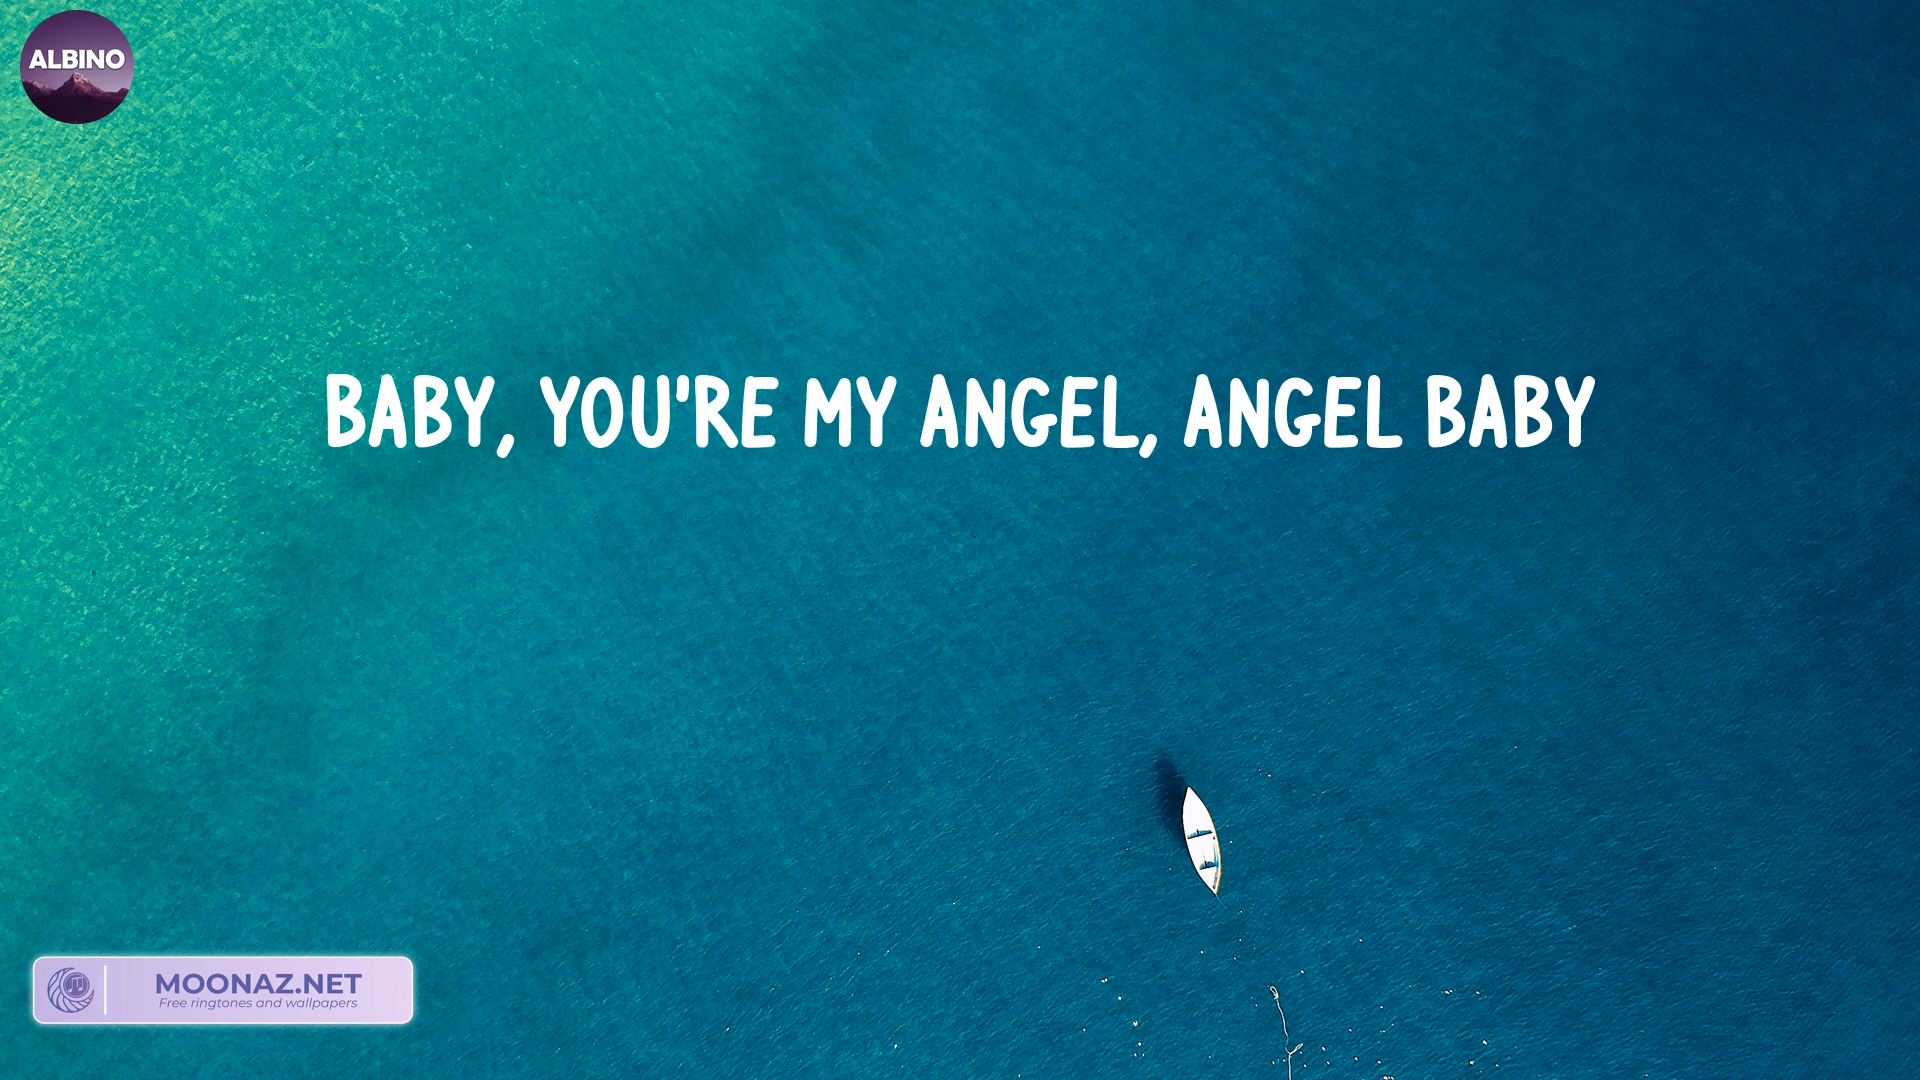 ALBINO
BABY, YOU'RE MY ANGEL, ANGEL BABY
MOONAZ.NET
Free ringtones and wallpapers